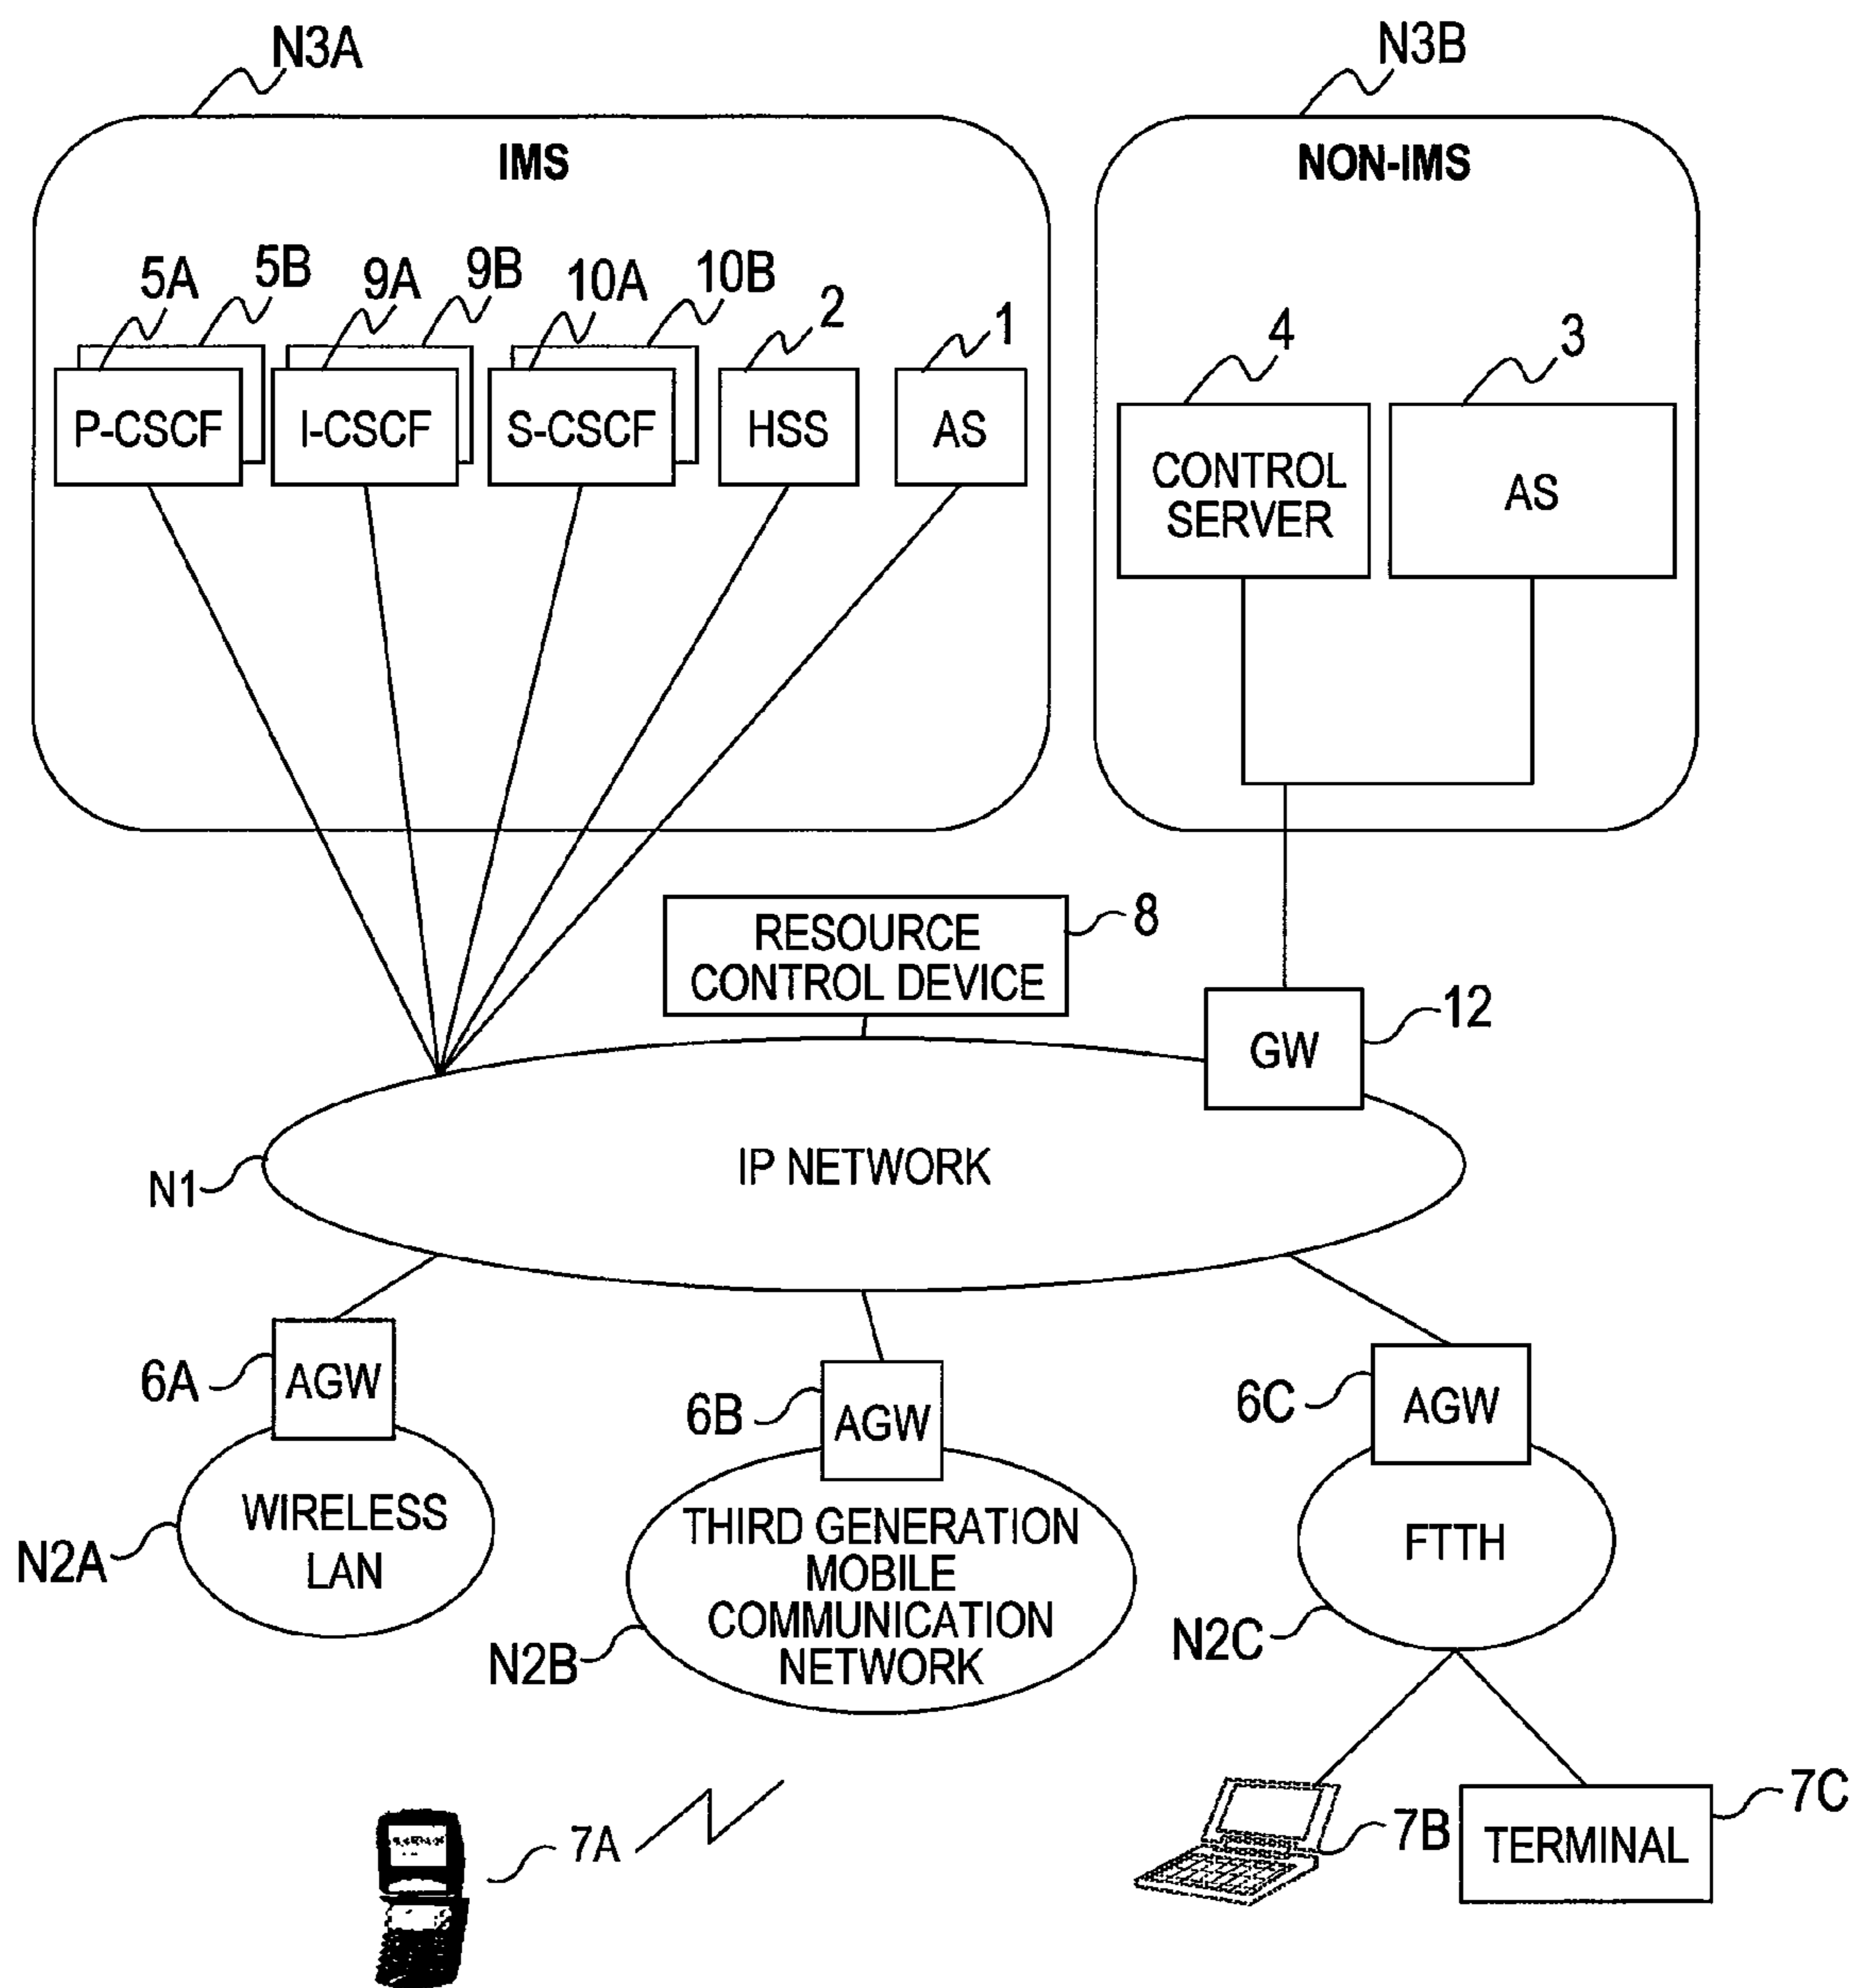 N3A
N3B
IMS
NON-IMS
5A
5B
9A
9B
10A
10B
2
1
4
3
P-CSCF
I-CSCF
S-CSCF
HSS
AS
CONTROL
SERVER
AS
RESOURCE
CONTROL DEVICE
8
GW
12
IP NETWORK
N1
6A
AGW
6B
AGW
6C
AGW
WIRELESS
LAN
N2A
THIRD GENERATION
MOBILE
COMMUNICATION
NETWORK
N2B
FTTH
N2C
7A
7B
TERMINAL
7C